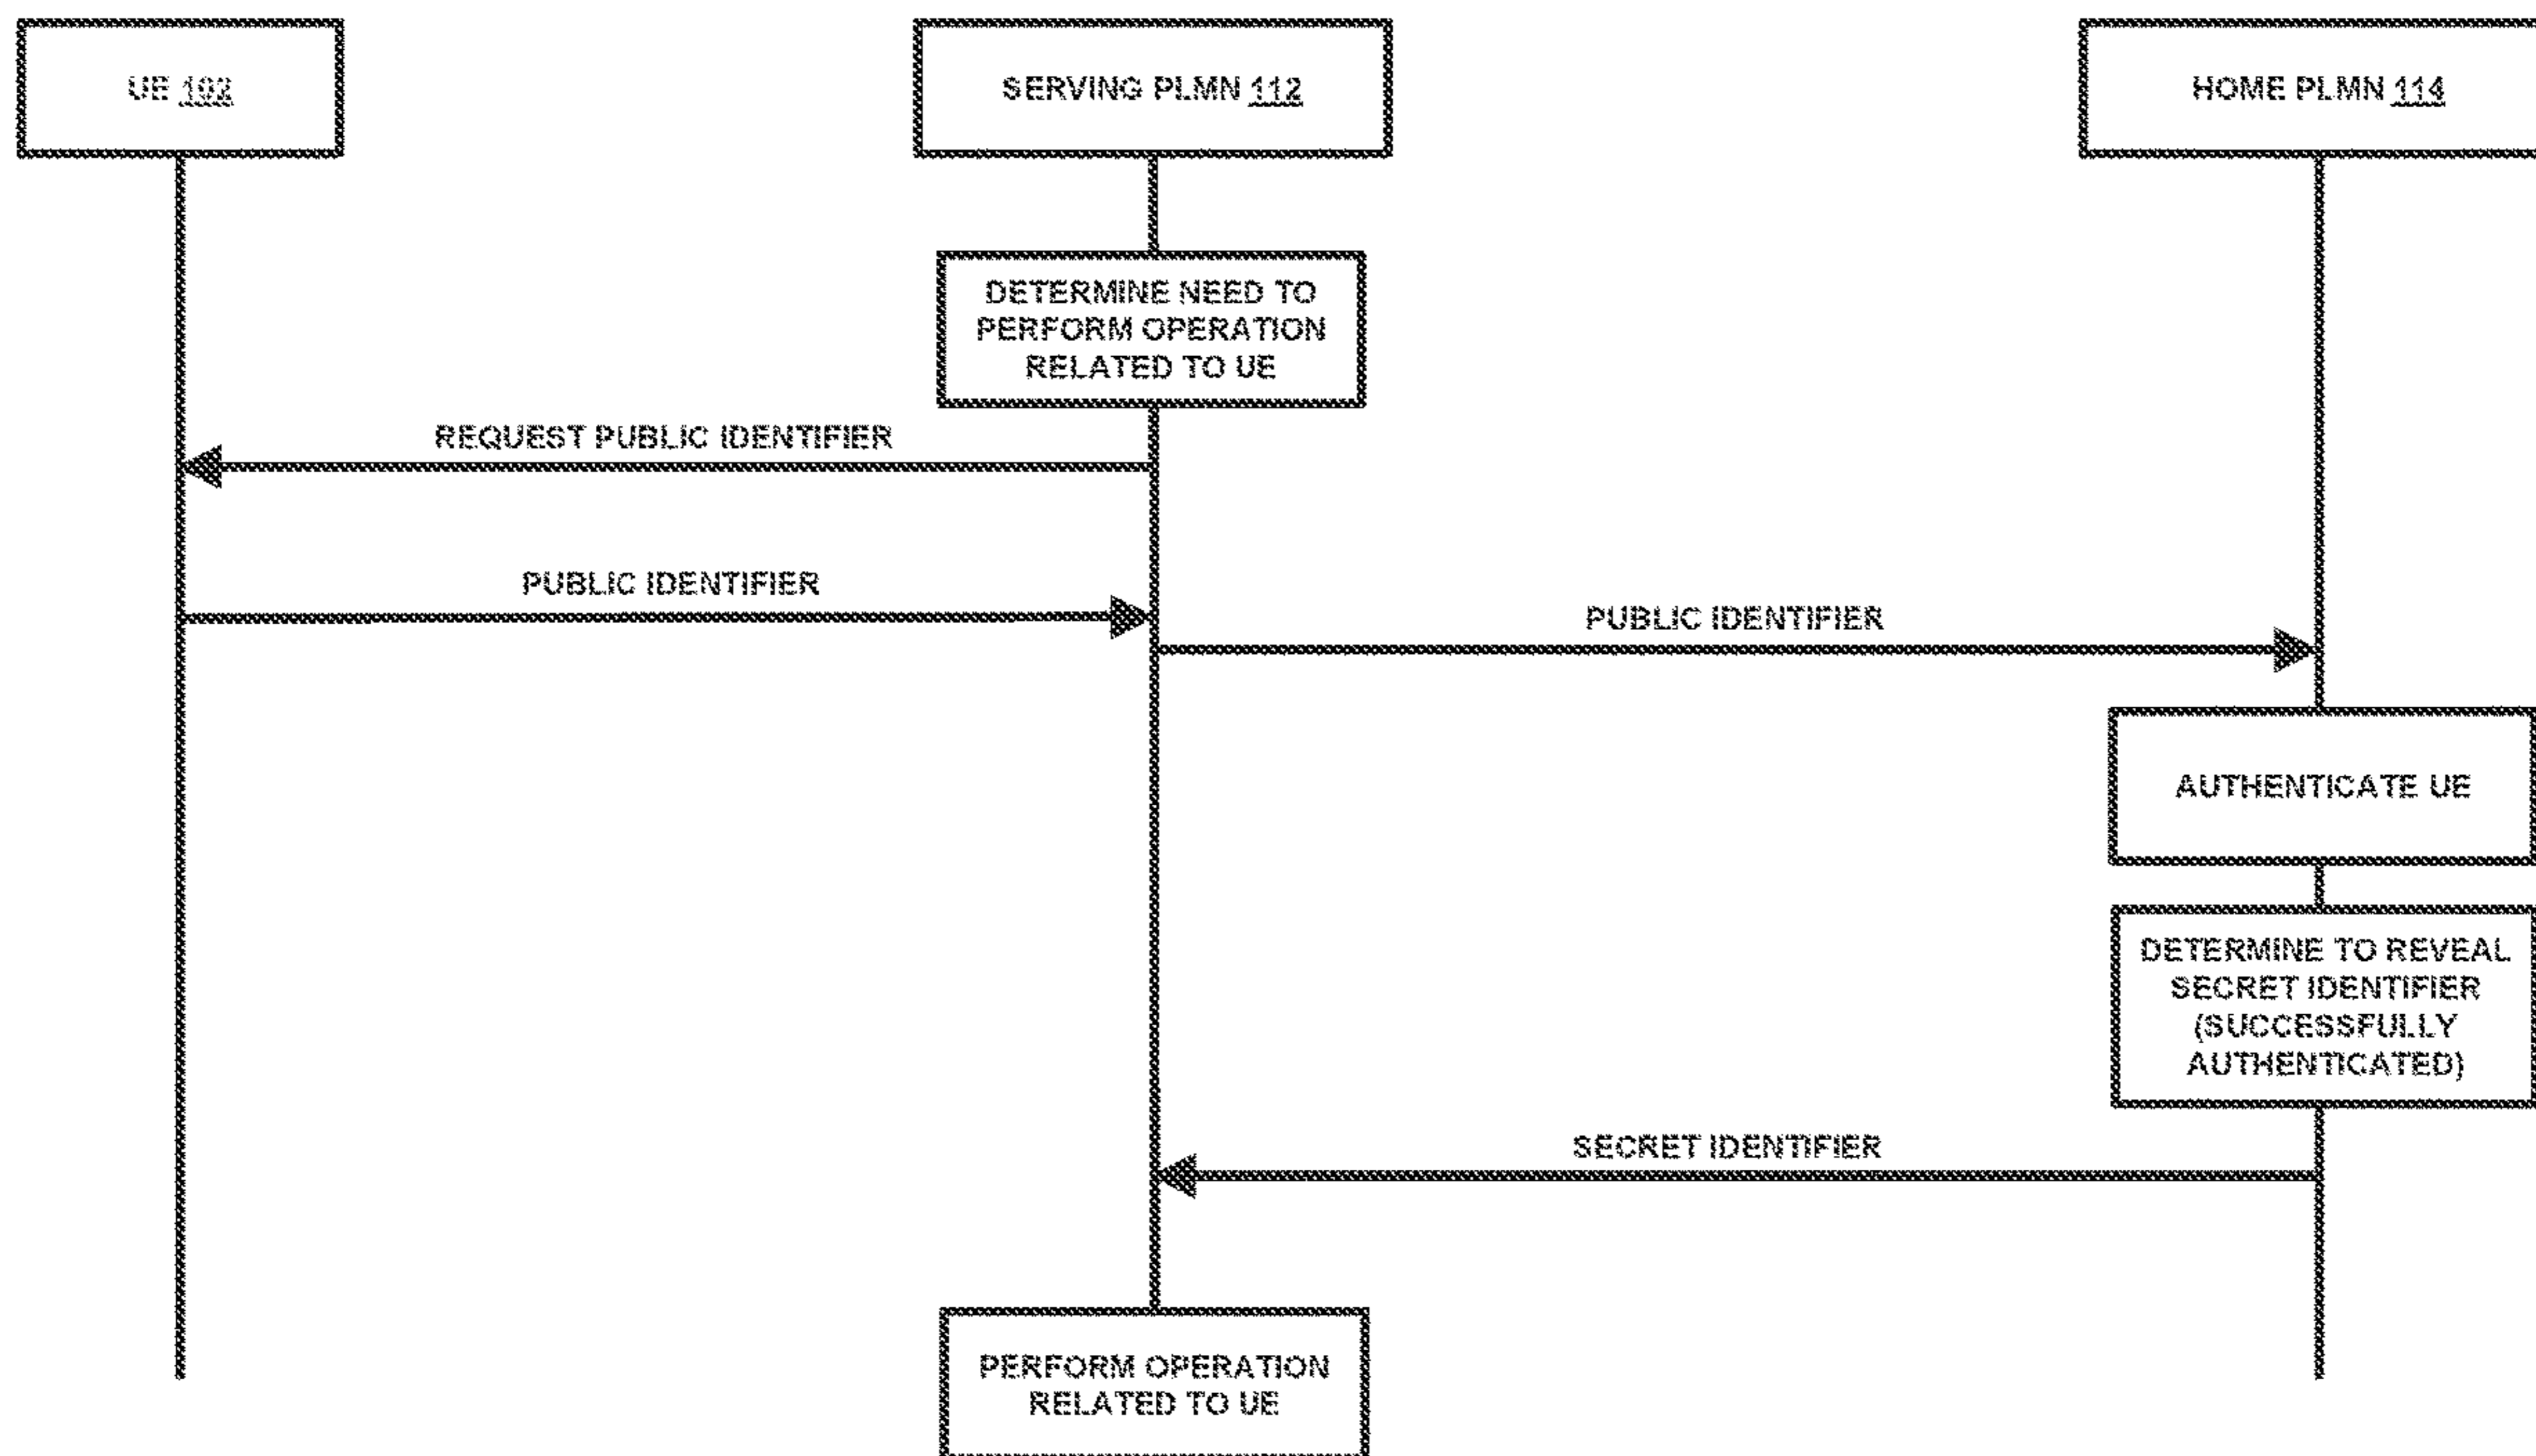 UE 102
SERVING PLMN 112
HOME PLMN 114
DETERMINE NEED TO
PERFORM OPERATION
RELATED TO UE
REQUEST PUBLIC IDENTIFIER
PUBLIC IDENTIFIER
PUBLIC IDENTIFIER
AUTHENTICATE UE
DETERMINE TO REVEAL
SECRET IDENTIFIER
(SUCCESSFULLY
AUTHENTICATED)
SECRET IDENTIFIER
PERFORM OPERATION
RELATED TO UE